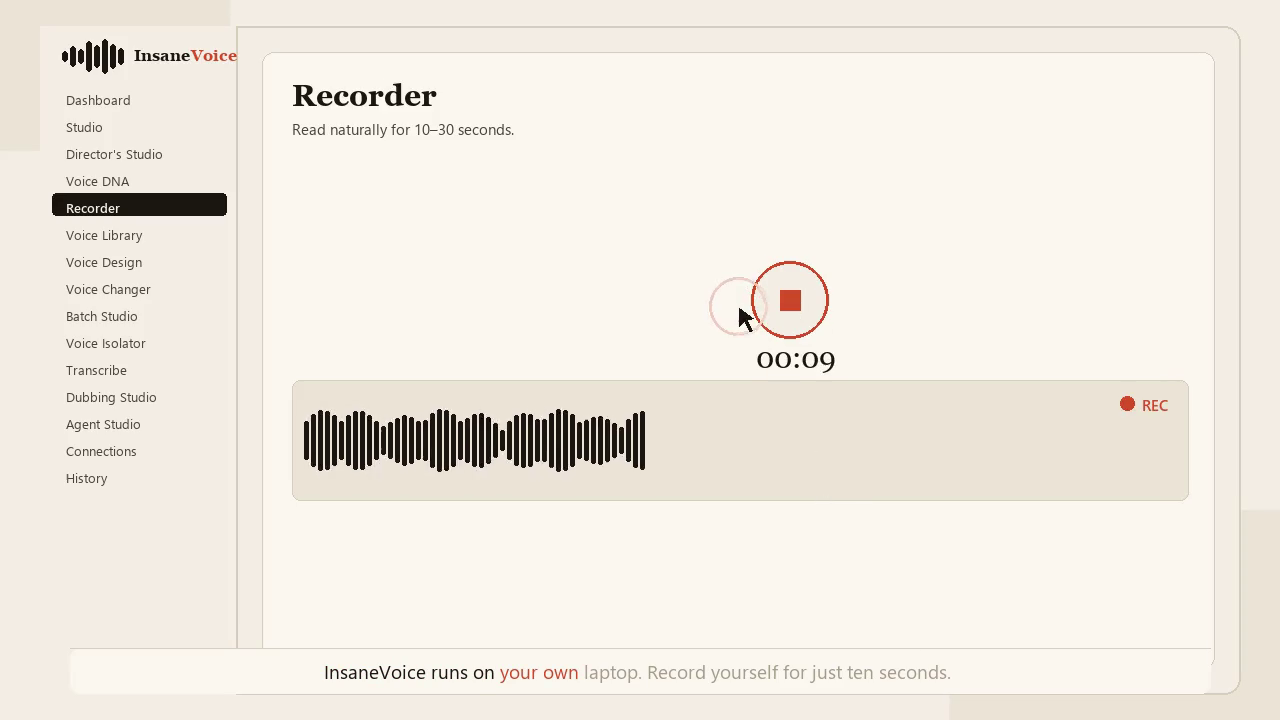 InsaneVoice
Dashboard
Studio
Director's Studio
Voice DNA
Recorder
Voice Library
Voice Design
Voice Changer
Batch Studio
Voice Isolator
Transcribe
Dubbing Studio
Agent Studio
Connections
History
Recorder
Read naturally for 10–30 seconds.
00:09
REC
InsaneVoice runs on your own laptop. Record yourself for just ten seconds.